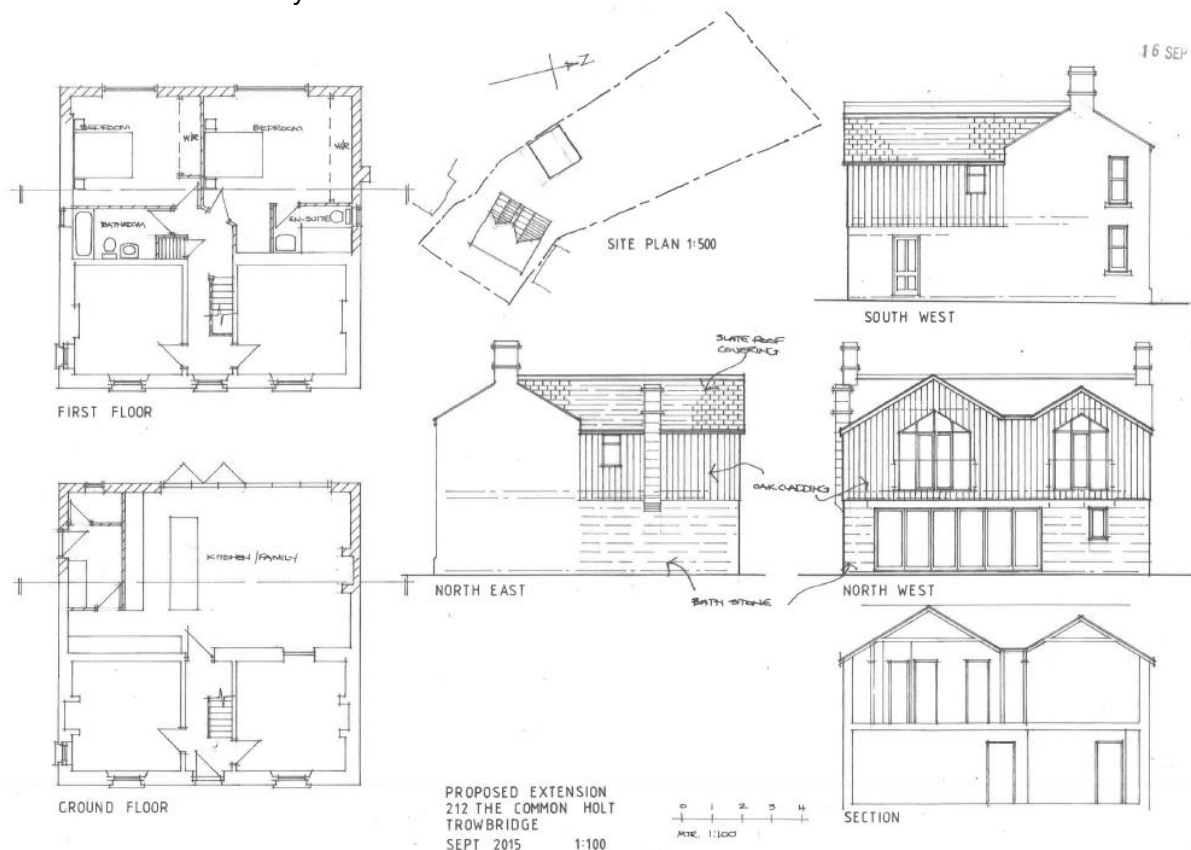 16 SEP
BEDROOM
BEDROOM
W/R
W/R
BATHROOM
EN-SUITE
FIRST FLOOR
N
SITE PLAN 1:500
SOUTH WEST
SLATE ROOF
COVERING
OAK CLADDING
NORTH EAST
BATH STONE
NORTH WEST
KITCHEN/FAMILY
GROUND FLOOR
PROPOSED EXTENSION
212 THE COMMON HOLT
TROWBRIDGE
SEPT 2015 1:100
0 1 2 3 4
MTR. 1:100
SECTION